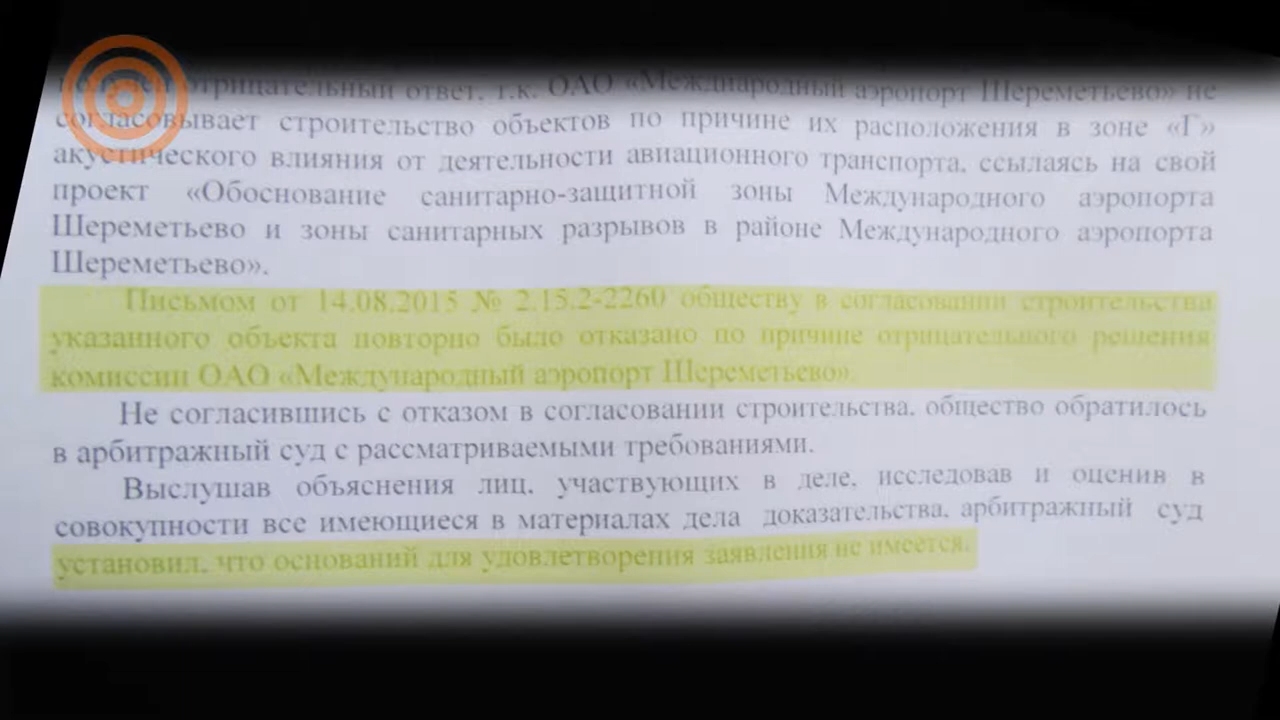 отрицательный ответ, т.к. ОАО «Международный аэропорт Шереметьево» не
согласовывает строительство объектов по причине их расположения в зоне «Г»
акустического влияния от деятельности авиационного транспорта, ссылаясь на свой
проект «Обоснование санитарно-защитной зоны Международного аэропорта
Шереметьево и зоны санитарных разрывов в районе Международного аэропорта
Шереметьево».
Письмом от 14.08.2015 № 2.15.2-2260 обществу в согласовании строительства
указанного объекта повторно было отказано по причине отрицательного решения
комиссии ОАО «Международный аэропорт Шереметьево».
Не согласившись с отказом в согласовании строительства, общество обратилось
в арбитражный суд с рассматриваемыми требованиями.
Выслушав объяснения лиц, участвующих в деле, исследовав и оценив в
совокупности все имеющиеся в материалах дела доказательства, арбитражный суд
установил, что оснований для удовлетворения заявления не имеется.